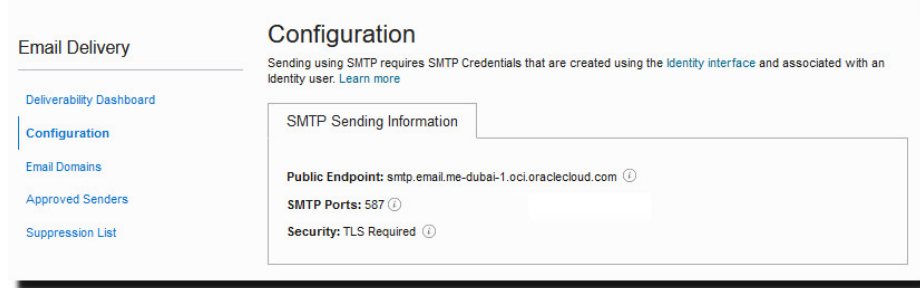 Email Delivery
Deliverability Dashboard
Configuration
Email Domains
Approved Senders
Suppression List
Configuration
Sending using SMTP requires SMTP Credentials that are created using the Identity interface and associated with an
Identity user. Learn more
SMTP Sending Information
Public Endpoint: smtp.email.me-dubai-1.oci.oraclecloud.com
SMTP Ports: 587
Security: TLS Required